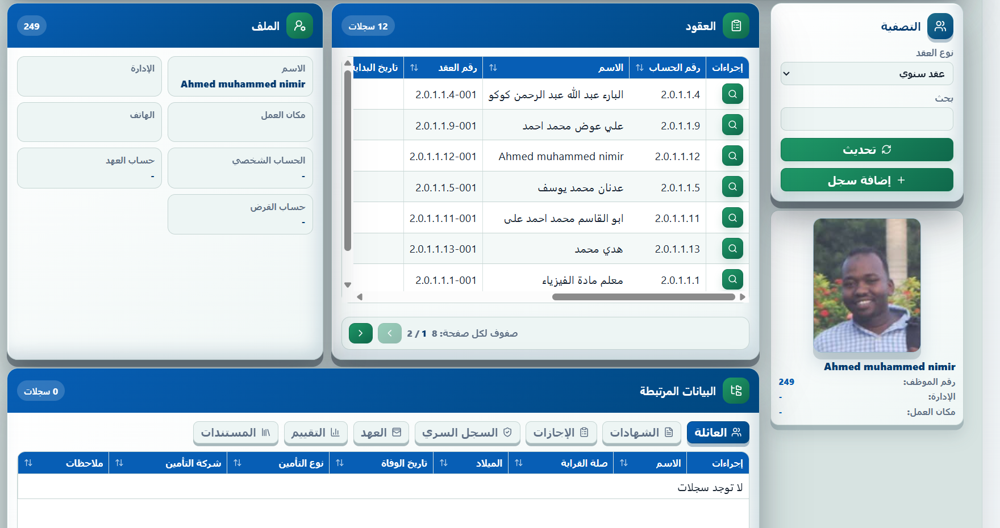 التصفية
نوع العقد
عقد سنوي
بحث
تحديث
إضافة سجل
Ahmed muhammed nimir
رقم الموظف: 249
الإدارة: -
مكان العمل: -
العقود
12 سجلات
إجراءات رقم الحساب الاسم رقم العقد تاريخ البداية
2.0.1.1.4 البارء عبد الله عبد الرحمن كوكو 2.0.1.1.4-001
2.0.1.1.9 علي عوض محمد احمد 2.0.1.1.9-001
2.0.1.1.12 Ahmed muhammed nimir 2.0.1.1.12-001
2.0.1.1.5 عدنان محمد يوسف 2.0.1.1.5-001
2.0.1.1.11 ابو القاسم محمد احمد على 2.0.1.1.11-001
2.0.1.1.13 هدي محمد 2.0.1.1.13-001
2.0.1.1.1 معلم مادة الفيزياء 2.0.1.1.1-001
صفوف لكل صفحة: 8 1 / 2
الملف
249
الاسم
Ahmed muhammed nimir
الإدارة
مكان العمل
الهاتف
الحساب الشخصي
-
حساب العهد
-
حساب القرض
-
البيانات المرتبطة
0 سجلات
العائلة الشهادات الإجازات السجل السري العهد التقييم المستندات
إجراءات الاسم صلة القرابة الميلاد تاريخ الوفاة نوع التأمين شركة التأمين ملاحظات
لا توجد سجلات